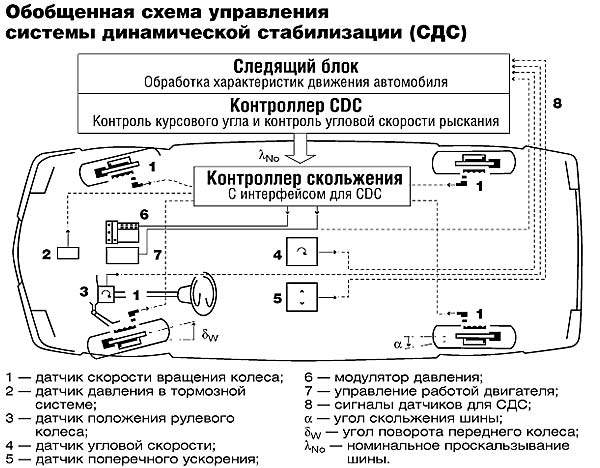 Обобщенная схема управления
системы динамической стабилизации (СДС)
Следящий блок
Обработка характеристик движения автомобиля
Контроллер CDC
Контроль курсового угла и контроль угловой скорости рыскания
8
λNo
1
Контроллер скольжения
С интерфейсом для CDC
1
6
2
7
4
3
1
5
1
δW
α
1 — датчик скорости вращения колеса;
2 — датчик давления в тормозной
системе;
3 — датчик положения рулевого
колеса;
4 — датчик угловой скорости;
5 — датчик поперечного ускорения;
6 — модулятор давления;
7 — управление работой двигателя;
8 — сигналы датчиков для СДС;
α — угол скольжения шины;
δW — угол поворота переднего колеса;
λNo — номинальное проскальзывание
шины.